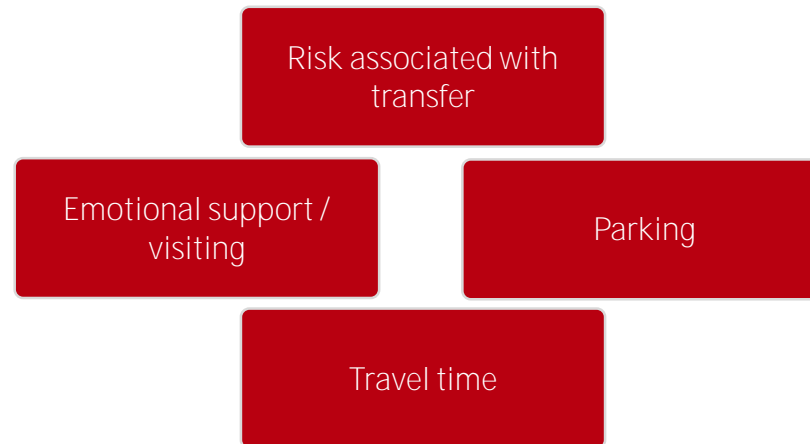 Risk associated with
transfer
Emotional support /
visiting
Parking
Travel time